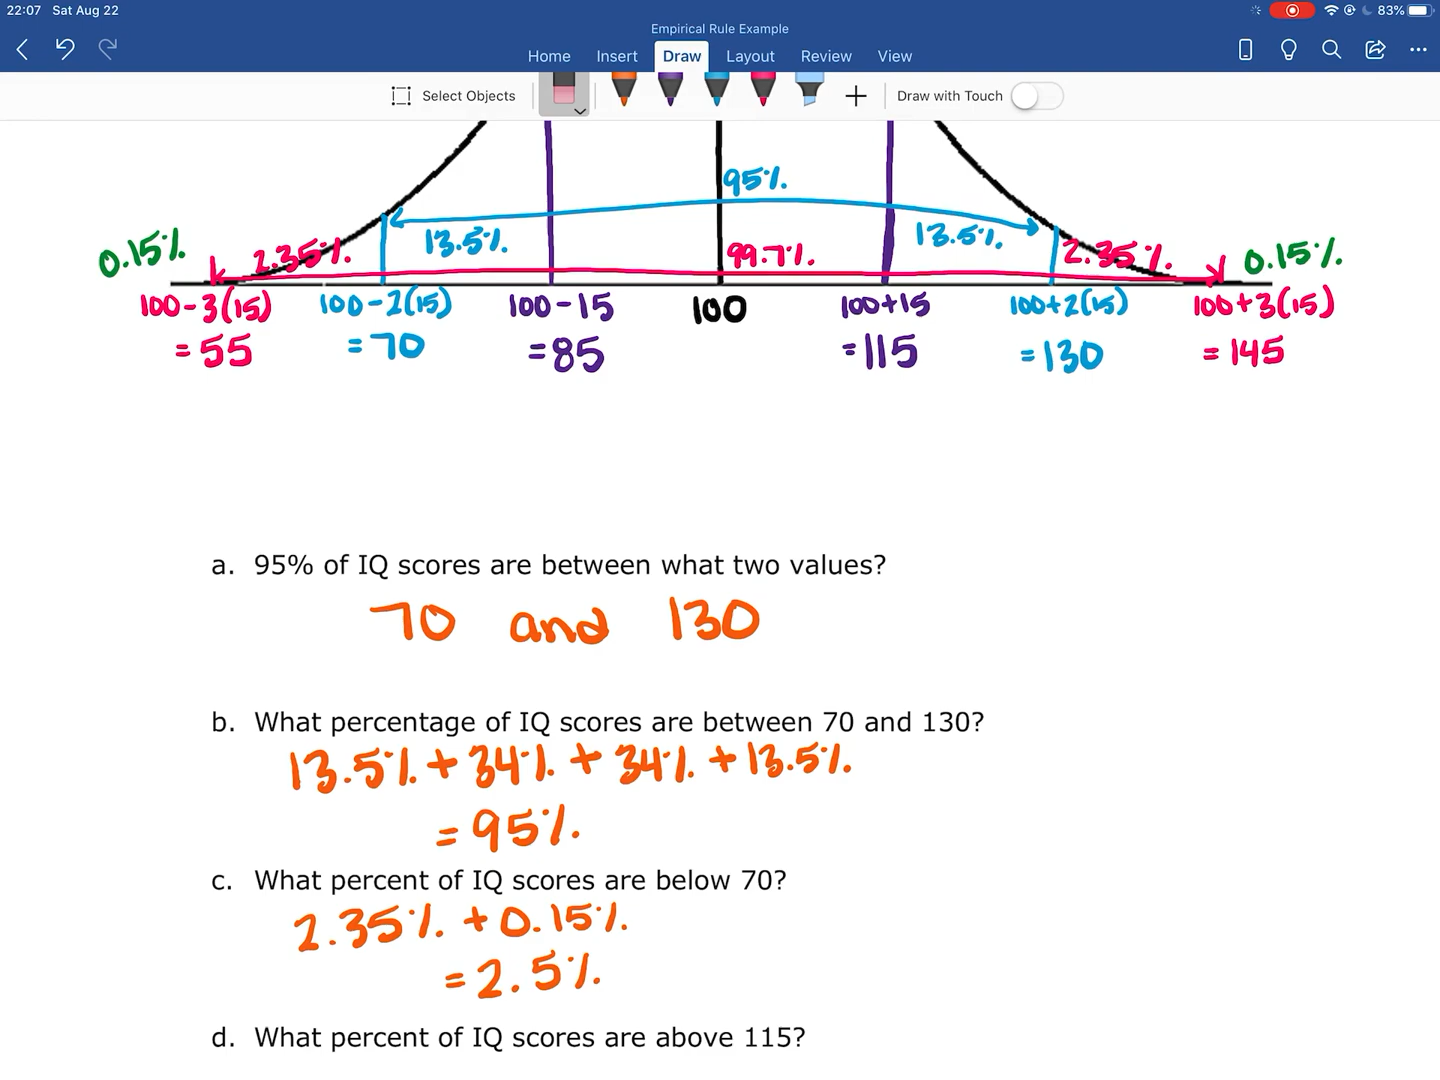 22:07 Sat Aug 22
83%
Empirical Rule Example
Home Insert Draw Layout Review View
Select Objects
Draw with Touch
95%
0.15% 2.35% 13.5% 99.7% 13.5% 2.35% 0.15%
100-3(15) 100-2(15) 100-15 100 100+15 100+2(15) 100+3(15)
=55 =70 =85 =115 =130 =145
a. 95% of IQ scores are between what two values?
70 and 130
b. What percentage of IQ scores are between 70 and 130?
13.5% + 34% + 34% + 13.5%
= 95%
c. What percent of IQ scores are below 70?
2.35% + 0.15%
= 2.5%
d. What percent of IQ scores are above 115?